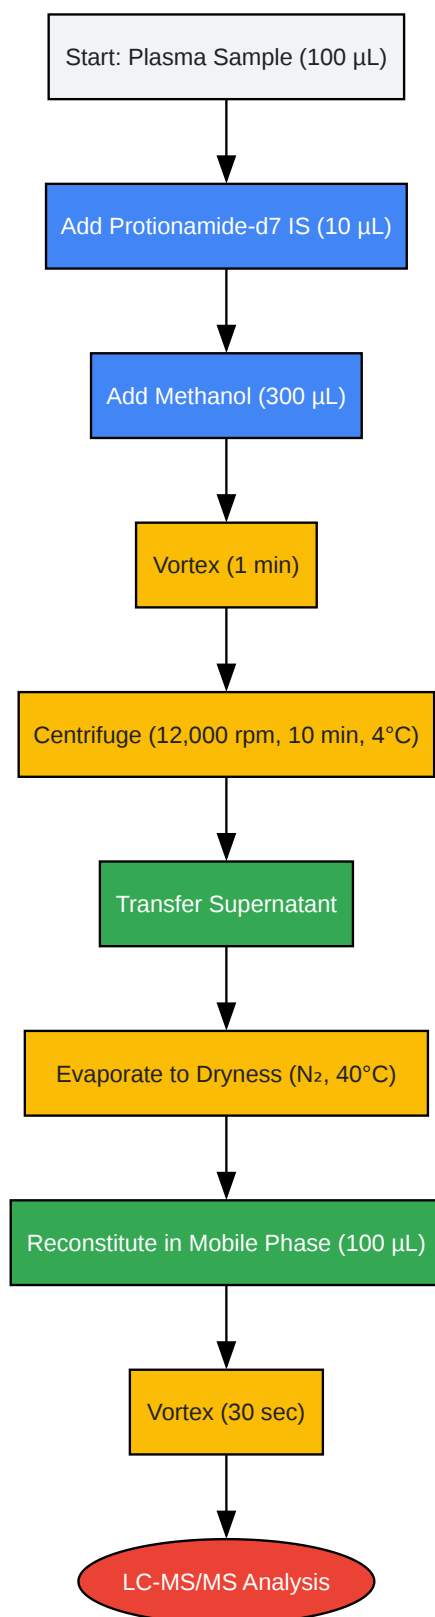 Start: Plasma Sample (100 µL)
Add Protionamide-d7 IS (10 µL)
Add Methanol (300 µL)
Vortex (1 min)
Centrifuge (12,000 rpm, 10 min, 4°C)
Transfer Supernatant
Evaporate to Dryness (N₂, 40°C)
Reconstitute in Mobile Phase (100 µL)
Vortex (30 sec)
LC-MS/MS Analysis